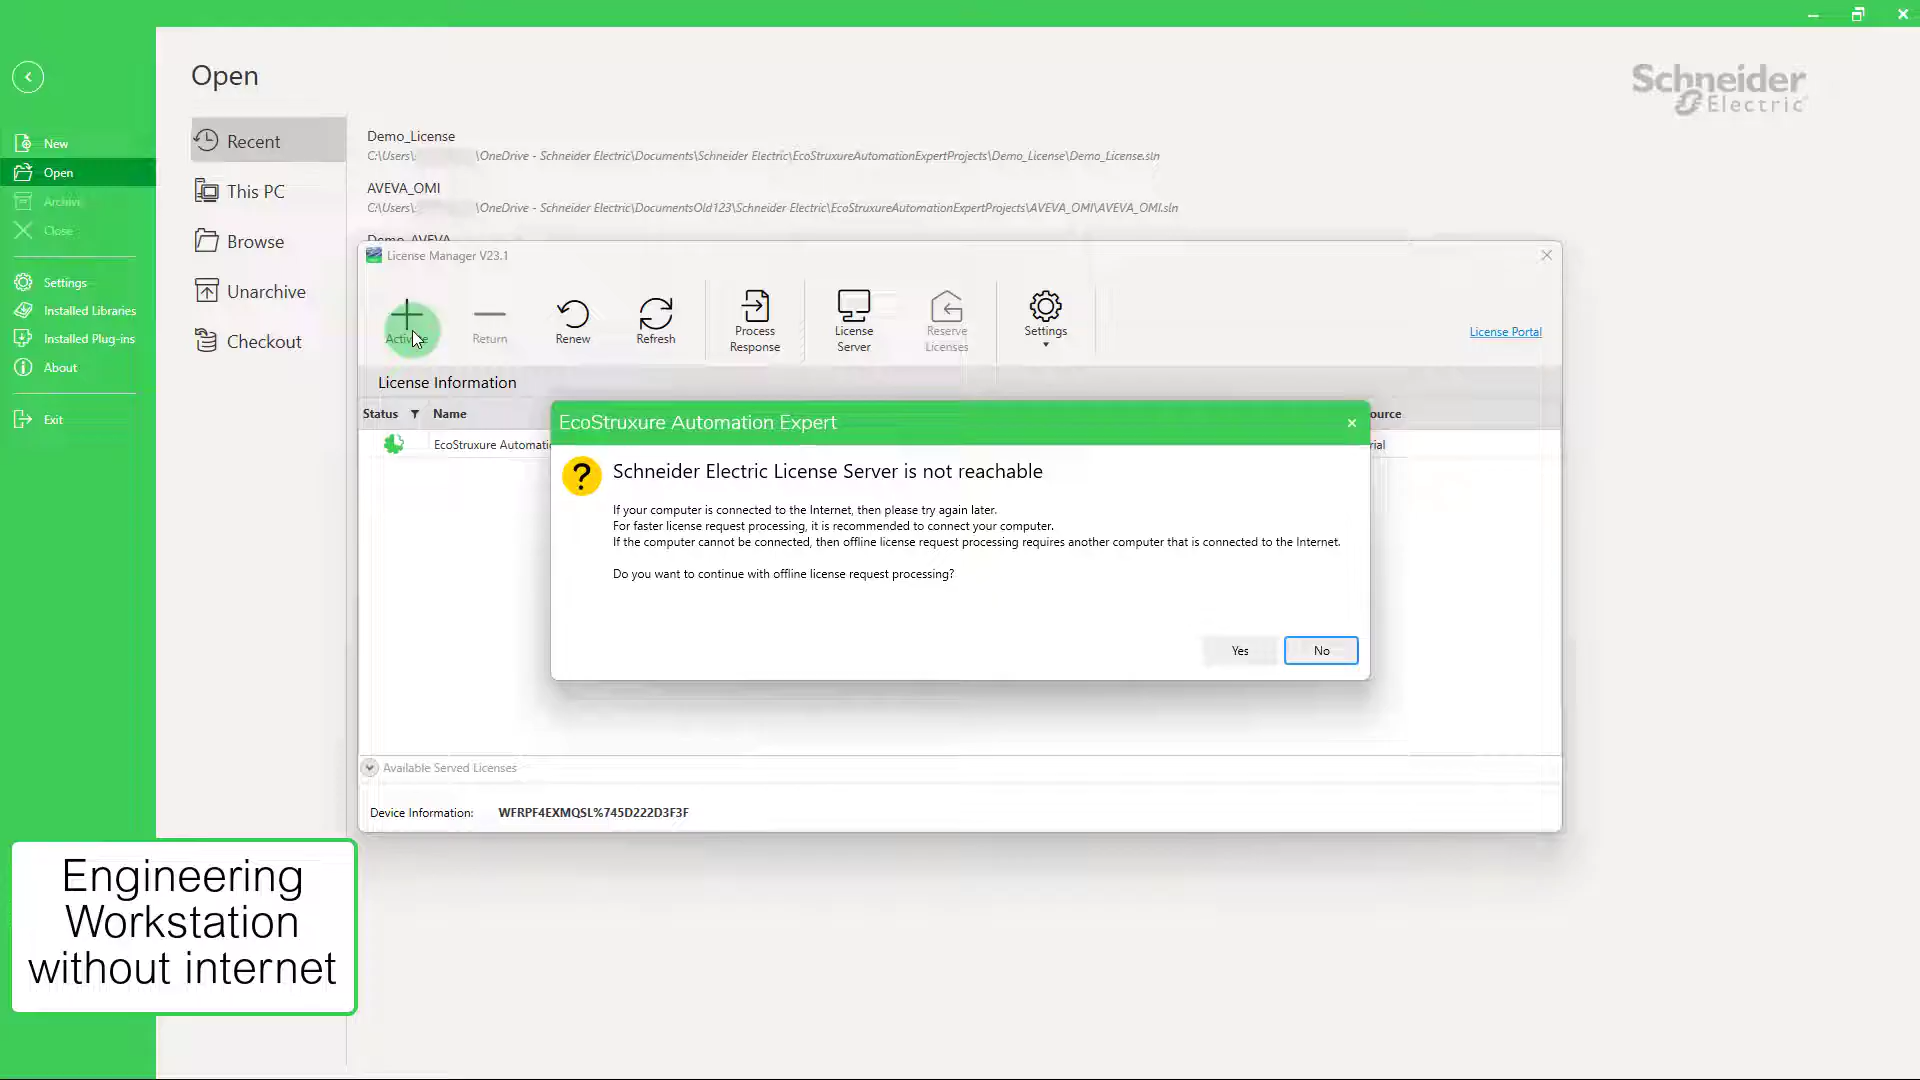 Open
Schneider
Electric
New
Open
Archive
Close
Settings
Installed Libraries
Installed Plug-ins
About
Exit
Recent
This PC
Browse
Unarchive
Checkout
Demo_License
C:\Users\ \OneDrive - Schneider Electric\Documents\Schneider Electric\EcoStruxureAutomationExpertProjects\Demo_License\Demo_License.sln
AVEVA_OMI
C:\Users\ \OneDrive - Schneider Electric\DocumentsOld123\Schneider Electric\EcoStruxureAutomationExpertProjects\AVEVA_OMI\AVEVA_OMI.sln
Demo_AVEVA
License Manager V23.1
Activate
Return
Renew
Refresh
Process
Response
License
Server
Reserve
Licenses
Settings
License Portal
License Information
Status Name ource
EcoStruxure Automati rial
EcoStruxure Automation Expert
Schneider Electric License Server is not reachable
If your computer is connected to the Internet, then please try again later.
For faster license request processing, it is recommended to connect your computer.
If the computer cannot be connected, then offline license request processing requires another computer that is connected to the Internet.
Do you want to continue with offline license request processing?
Yes No
Available Served Licenses
Device Information: WFRPF4EXMQSL%745D222D3F3F
Engineering
Workstation
without internet